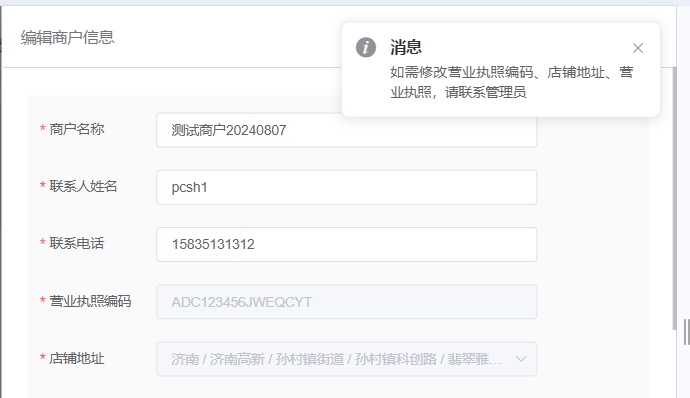 编辑商户信息
消息
如需修改营业执照编码、店铺地址、营
业执照，请联系管理员
* 商户名称 测试商户20240807
* 联系人姓名 pcsh1
* 联系电话 15835131312
* 营业执照编码 ADC123456JWEQCYT
* 店铺地址 济南 / 济南高新 / 孙村镇街道 / 孙村镇科创路 / 翡翠雅...